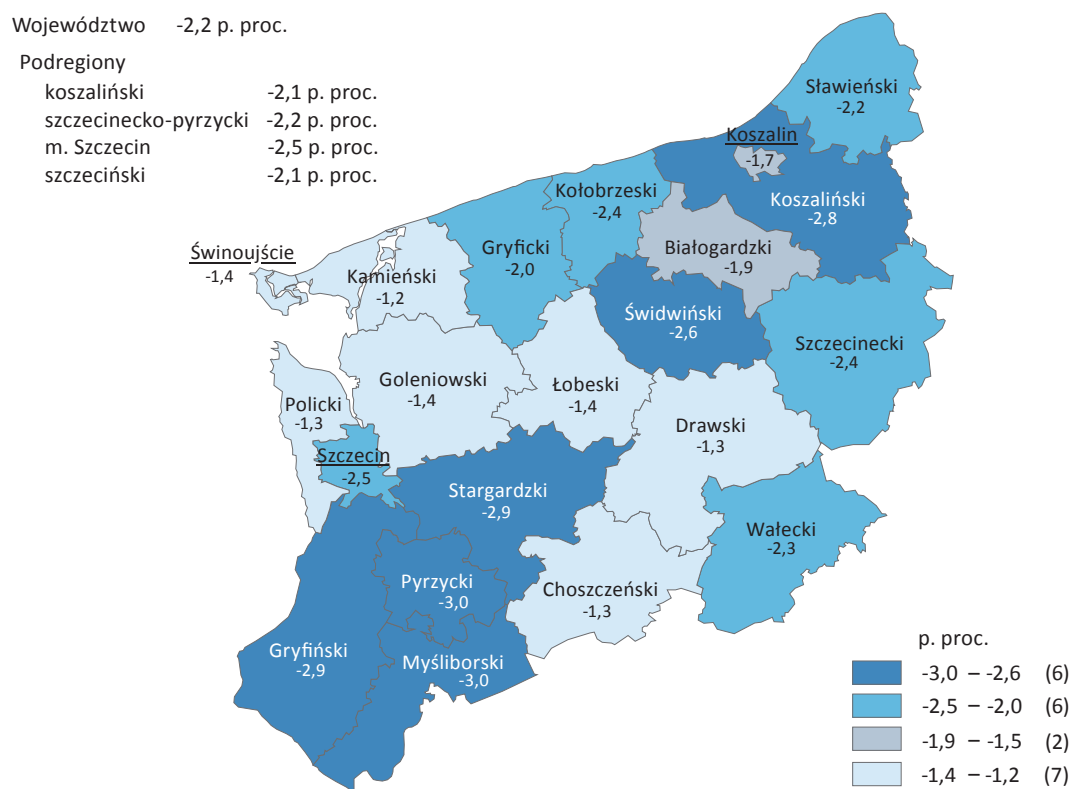 Województwo -2,2 p. proc.
Podregiony
koszaliński -2,1 p. proc.
szczecinecko-pyrzycki -2,2 p. proc.
m. Szczecin -2,5 p. proc.
szczeciński -2,1 p. proc.
Sławieński
-2,2
Koszalin
-1,7
Koszaliński
-2,8
Kołobrzeski
-2,4
Białogardzki
-1,9
Gryficki
-2,0
Świnoujście
-1,4
Kamieński
-1,2
Świdwiński
-2,6
Szczecinecki
-2,4
Goleniowski
-1,4
Łobeski
-1,4
Policki
-1,3
Drawski
-1,3
Szczecin
-2,5
Stargardzki
-2,9
Wałecki
-2,3
Pyrzycki
-3,0
Choszczeński
-1,3
Gryfiński
-2,9
Myśliborski
-3,0
p. proc.
-3,0 – -2,6 (6)
-2,5 – -2,0 (6)
-1,9 – -1,5 (2)
-1,4 – -1,2 (7)